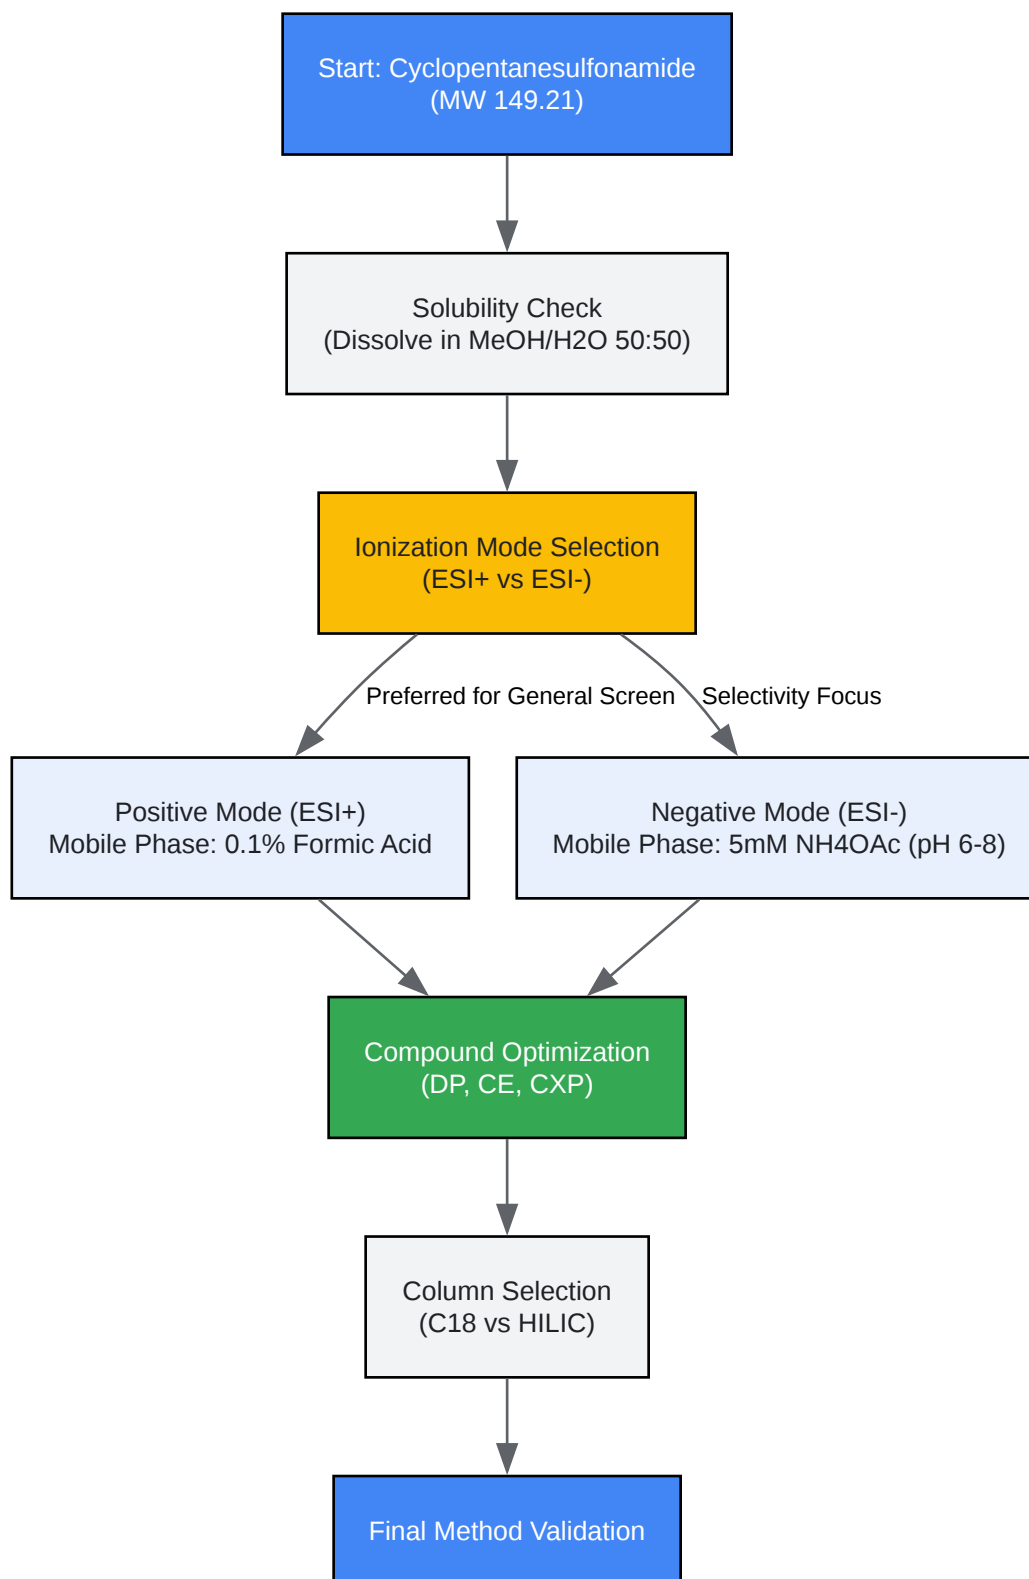 Start: Cyclopentanesulfonamide
(MW 149.21)
Solubility Check
(Dissolve in MeOH/H2O 50:50)
Ionization Mode Selection
(ESI+ vs ESI-)
Preferred for General Screen
Selectivity Focus
Positive Mode (ESI+)
Mobile Phase: 0.1% Formic Acid
Negative Mode (ESI-)
Mobile Phase: 5mM NH4OAc (pH 6-8)
Compound Optimization
(DP, CE, CXP)
Column Selection
(C18 vs HILIC)
Final Method Validation